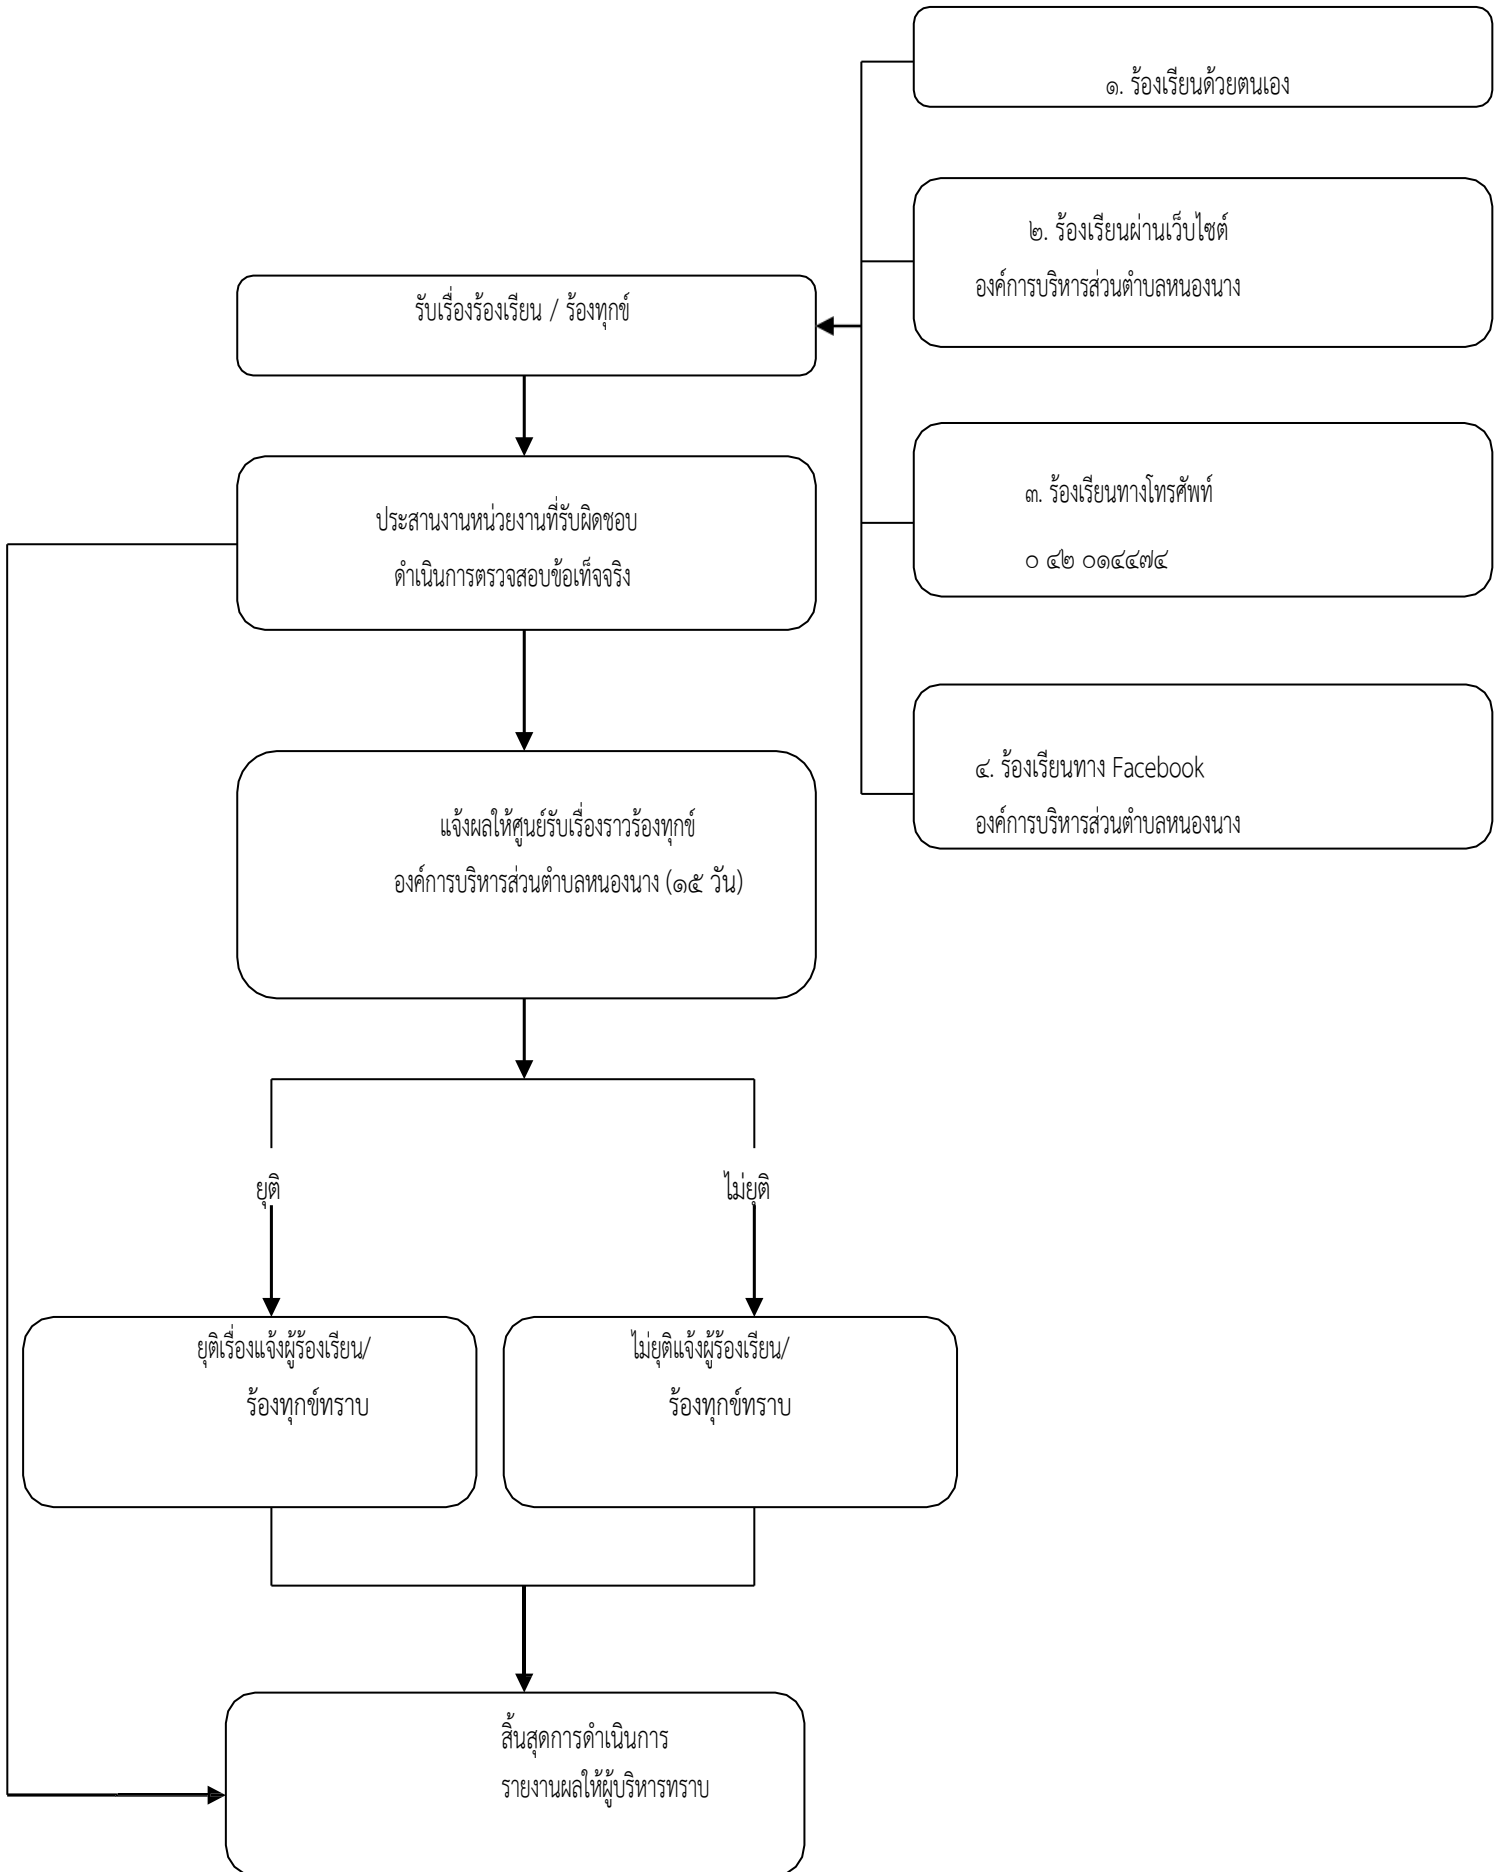 ๑. ร้องเรียนด้วยตนเอง
๒. ร้องเรียนผ่านเว็บไซต์
องค์การบริหารส่วนตำบลหนองนาง
รับเรื่องร้องเรียน / ร้องทุกข์
๓. ร้องเรียนทางโทรศัพท์
๐ ๔๒ ๐๑๔๔๗๔
ประสานงานหน่วยงานที่รับผิดชอบ
ดำเนินการตรวจสอบข้อเท็จจริง
๔. ร้องเรียนทาง Facebook
องค์การบริหารส่วนตำบลหนองนาง
แจ้งผลให้ศูนย์รับเรื่องราวร้องทุกข์
องค์การบริหารส่วนตำบลหนองนาง (๑๕ วัน)
ยุติ
ไม่ยุติ
ยุติเรื่องแจ้งผู้ร้องเรียน/
ร้องทุกข์ทราบ
ไม่ยุติแจ้งผู้ร้องเรียน/
ร้องทุกข์ทราบ
สิ้นสุดการดำเนินการ
รายงานผลให้ผู้บริหารทราบ